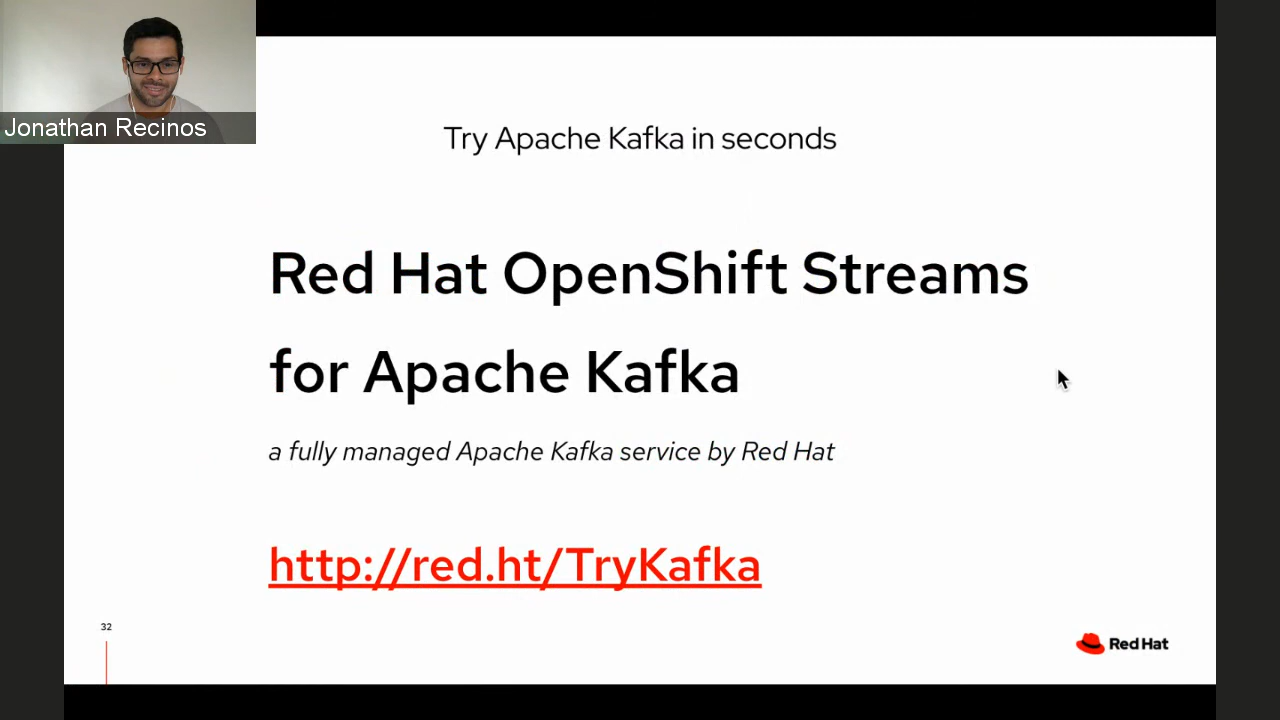 Jonathan Recinos
Try Apache Kafka in seconds
Red Hat OpenShift Streams
for Apache Kafka
a fully managed Apache Kafka service by Red Hat
http://red.ht/TryKafka
32
Red Hat